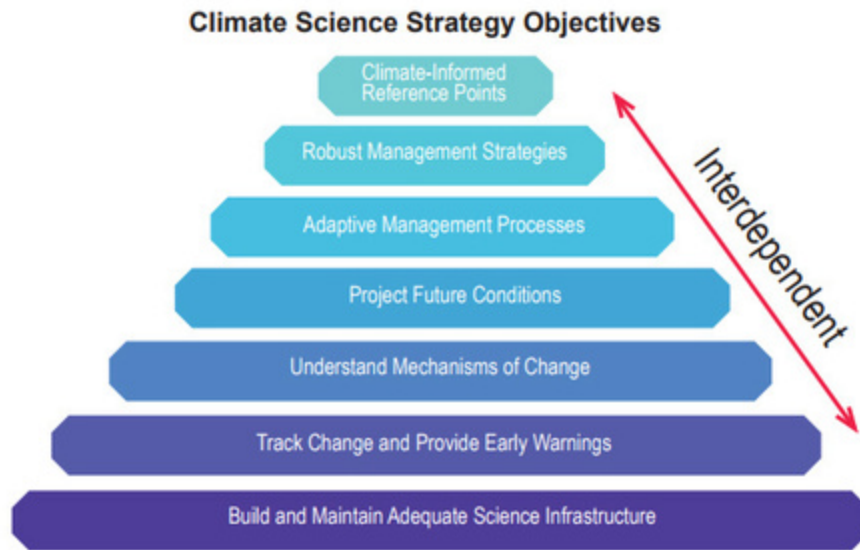 Climate Science Strategy Objectives
Climate-Informed
Reference Points
Robust Management Strategies
Adaptive Management Processes
Project Future Conditions
Understand Mechanisms of Change
Track Change and Provide Early Warnings
Build and Maintain Adequate Science Infrastructure
Interdependent